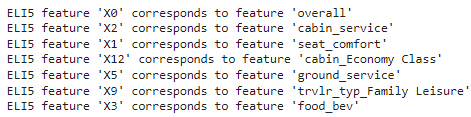 ELI5 feature 'X0' corresponds to feature 'overall'
ELI5 feature 'X2' corresponds to feature 'cabin_service'
ELI5 feature 'X1' corresponds to feature 'seat_comfort'
ELI5 feature 'X12' corresponds to feature 'cabin_Economy Class'
ELI5 feature 'X5' corresponds to feature 'ground_service'
ELI5 feature 'X9' corresponds to feature 'trvlr_typ_Family Leisure'
ELI5 feature 'X3' corresponds to feature 'food_bev'